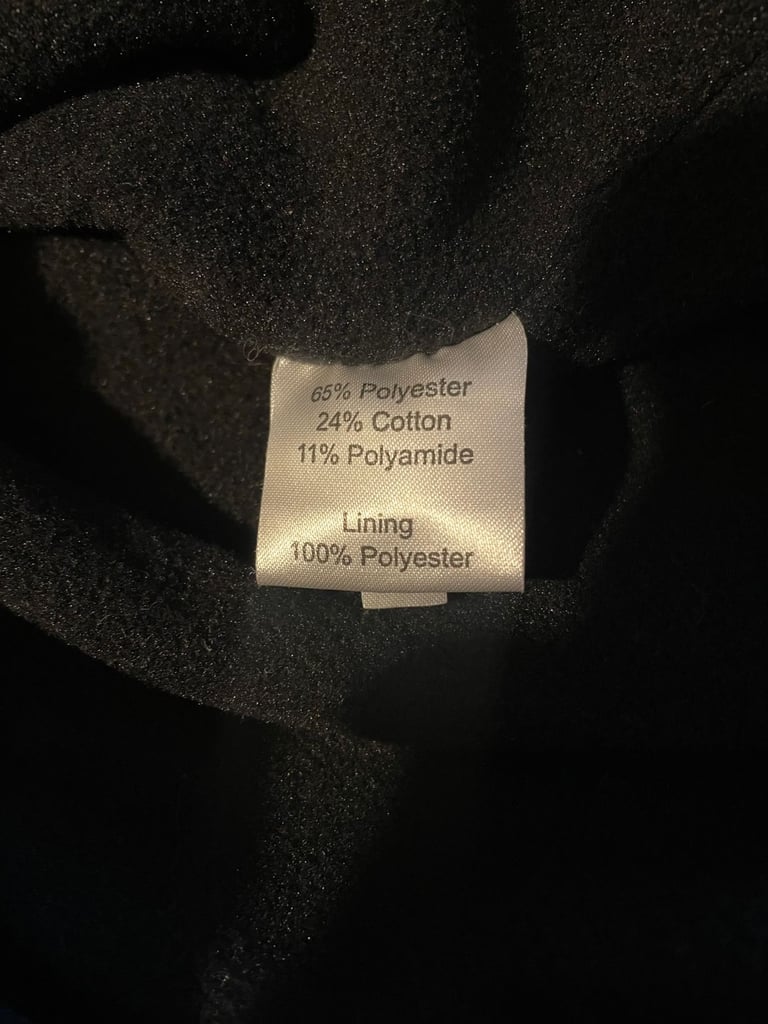 65% Polyester
24% Cotton
11% Polyamide
Lining
100% Polyester